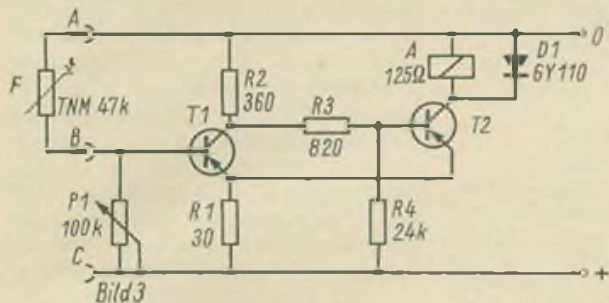 A
0
F
TNM 47k
R2
360
A
125Ω
D1
6Y110
T1
R3
820
T2
B
P1
100k
R1
30
R4
24k
C
+
Bild 3